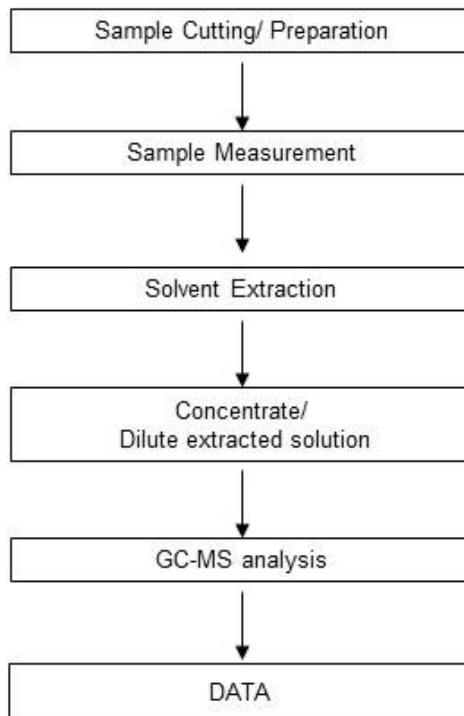 Sample Cutting/ Preparation
Sample Measurement
Solvent Extraction
Concentrate/
Dilute extracted solution
GC-MS analysis
DATA